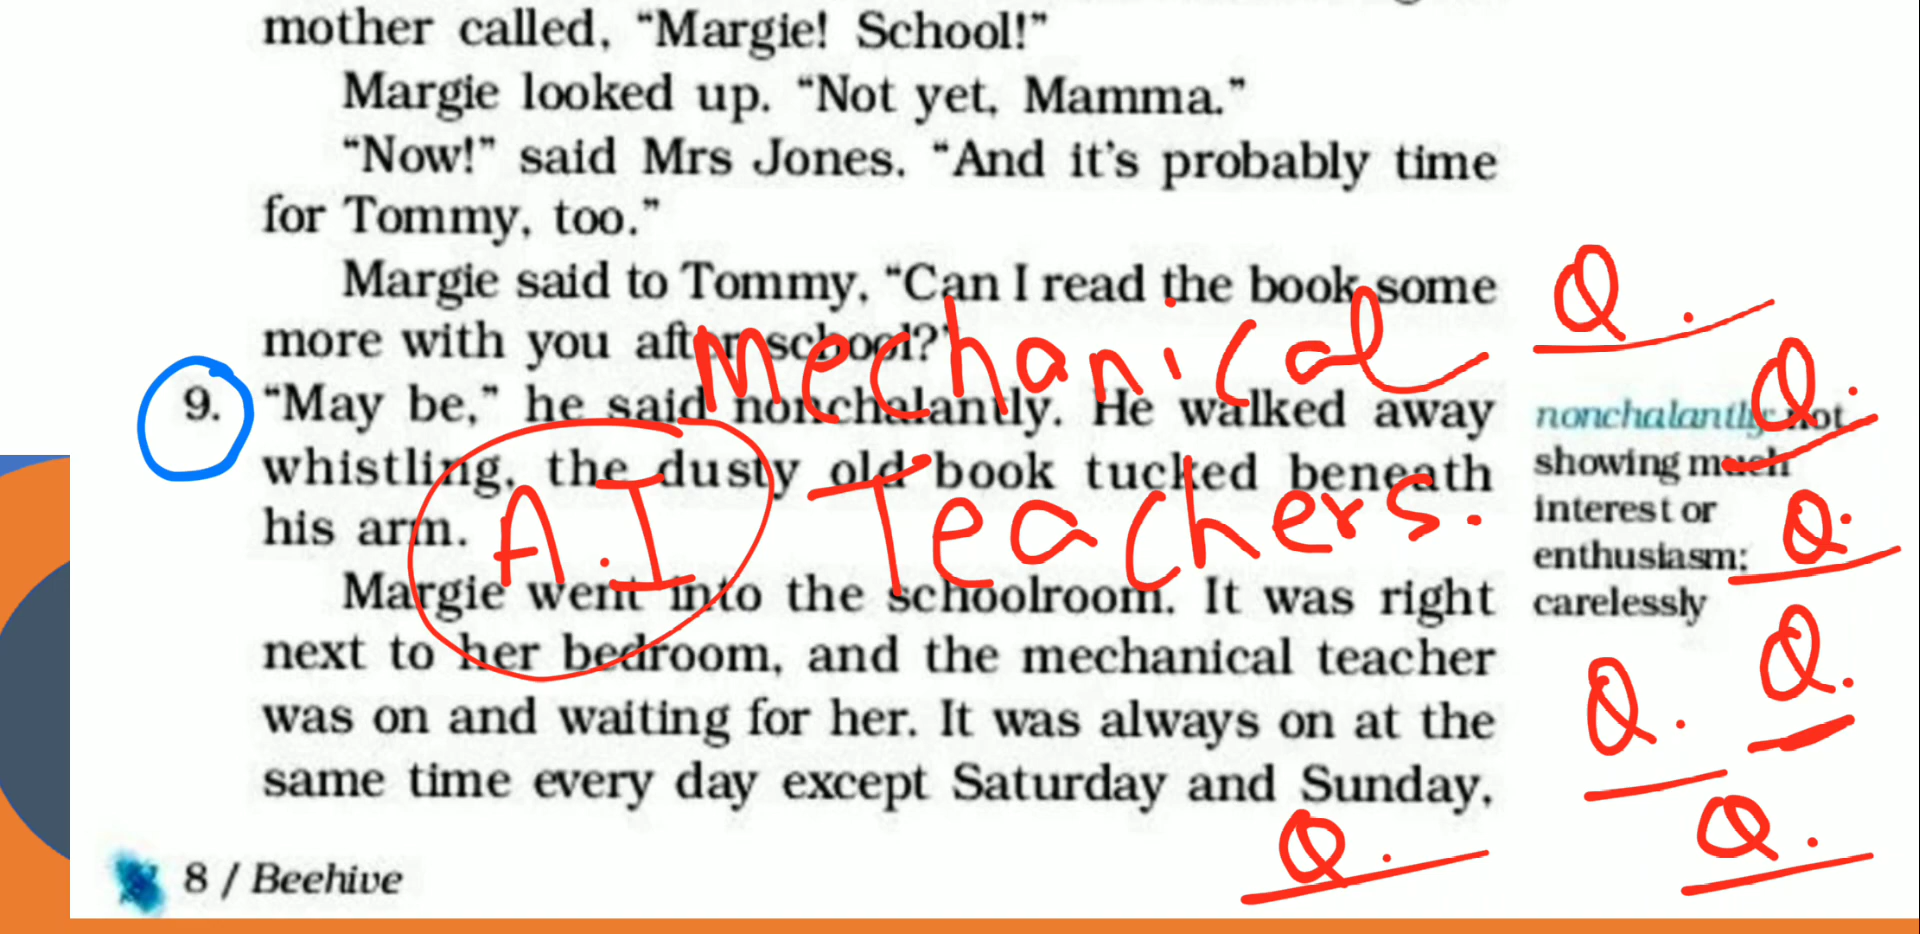 mother called, “Margie! School!”
Margie looked up. “Not yet, Mamma.”
“Now!” said Mrs Jones. “And it’s probably time
for Tommy, too.”
Margie said to Tommy, “Can I read the book some
more with you after school?”
9. “May be,” he said nonchalantly. He walked away
whistling, the dusty old book tucked beneath
his arm.
Margie went into the schoolroom. It was right
next to her bedroom, and the mechanical teacher
was on and waiting for her. It was always on at the
same time every day except Saturday and Sunday,
8 / Beehive
nonchalantly: not
showing much
interest or
enthusiasm;
carelessly
Mechanical
A.I Teachers.
Q.
Q.
Q.
Q.
Q.
Q.
Q.